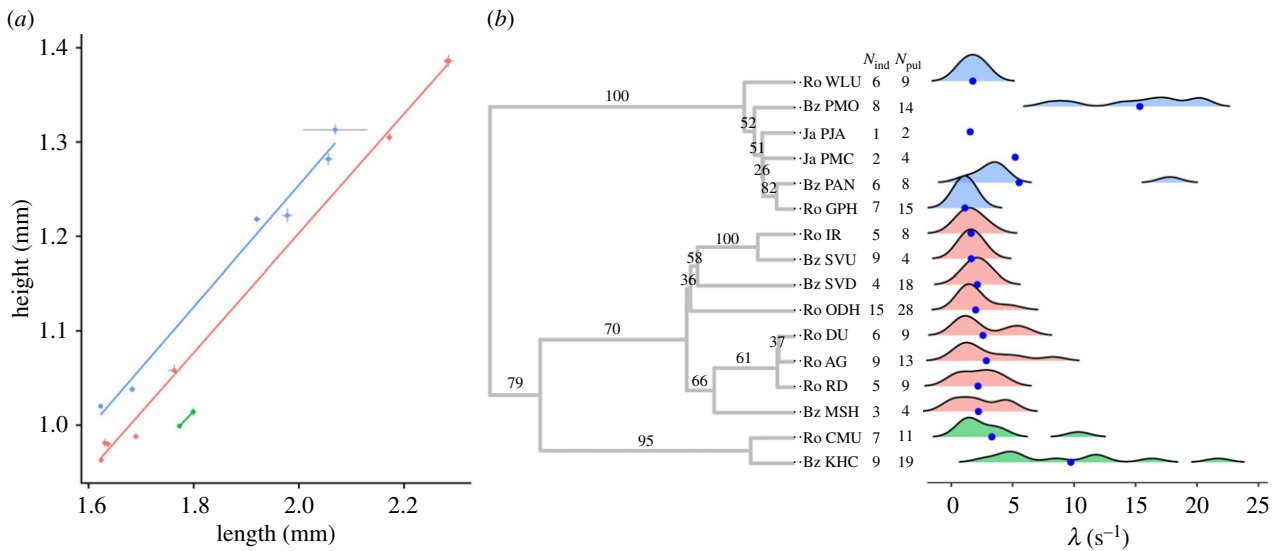 (a)
1.4
1.3
1.2
1.1
1.0
height (mm)
1.6 1.8 2.0 2.2
length (mm)
(b)
N_ind N_pul
Ro WLU 6 9
Bz PMO 8 14
Ja PJA 1 2
Ja PMC 2 4
Bz PAN 6 8
Ro GPH 7 15
Ro IR 5 8
Bz SVU 9 4
Bz SVD 4 18
Ro ODH 15 28
Ro DU 6 9
Ro AG 9 13
Ro RD 5 9
Bz MSH 3 4
Ro CMU 7 11
Bz KHC 9 19
100
52
51
26
82
100
58
36
70
37
61
66
79
95
0 5 10 15 20 25
λ (s⁻¹)